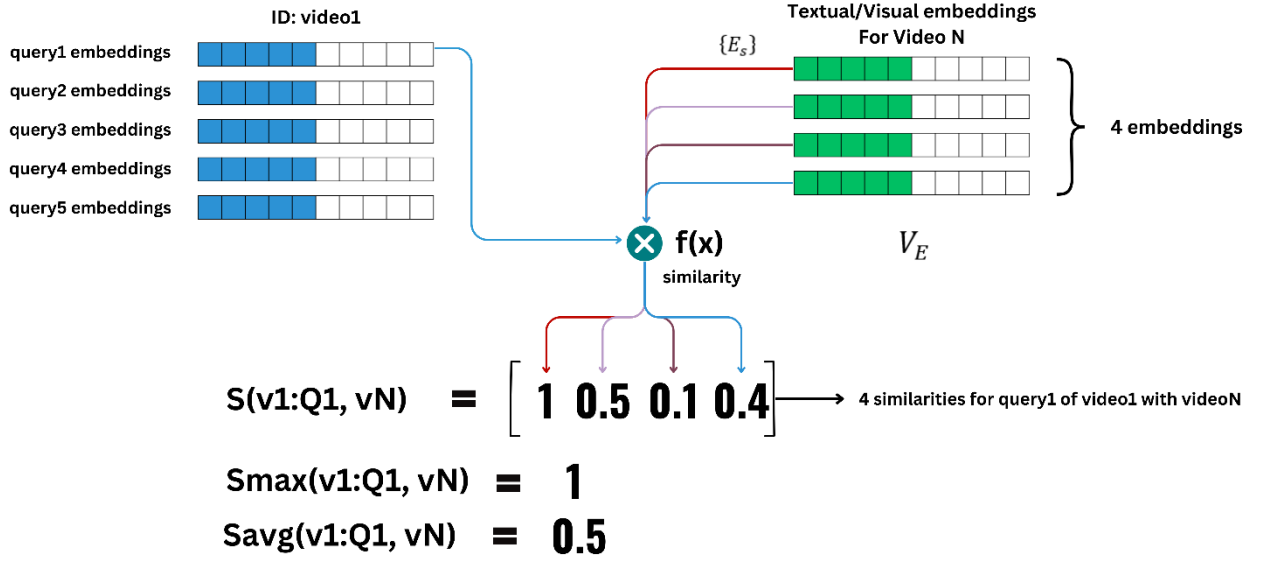 ID: video1
query1 embeddings
query2 embeddings
query3 embeddings
query4 embeddings
query5 embeddings
Textual/Visual embeddings
For Video N
{Eₛ}
4 embeddings
V_E
f(x)
similarity
S(v1:Q1, vN) = [1 0.5 0.1 0.4]
4 similarities for query1 of video1 with videoN
Smax(v1:Q1, vN) = 1
Savg(v1:Q1, vN) = 0.5